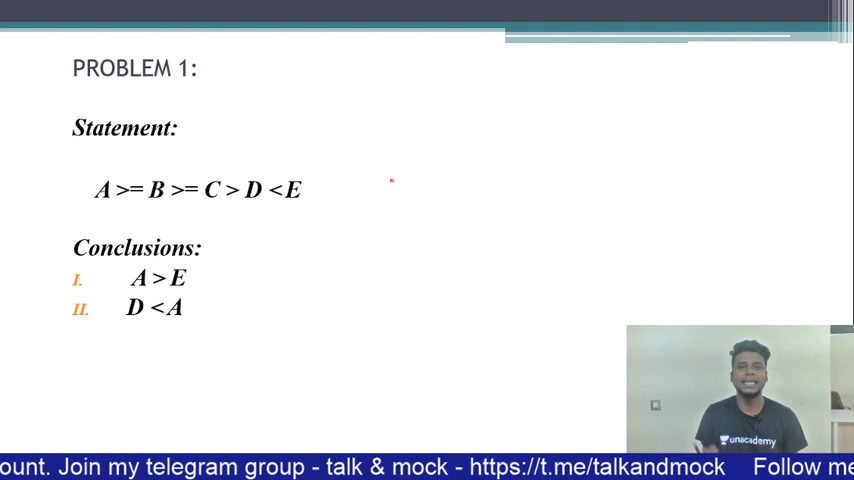 PROBLEM 1:
Statement:
A >= B >= C > D < E
Conclusions:
I. A > E
II. D < A
unacademy
ount. Join my telegram group - talk & mock - https://t.me/talkandmock Follow me